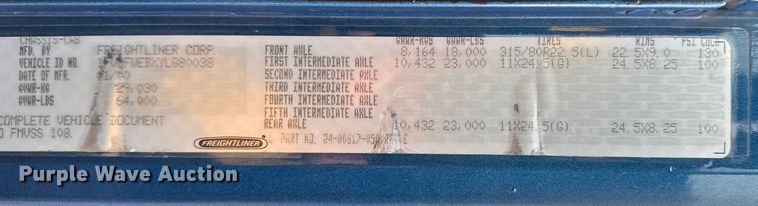 CHASSIS-CAB GAWR-KGS GAWR-LBS TIRES RIMS PSI COLD
MFD. BY FREIGHTLINER CORP FRONT AXLE 8,164 18,000 315/80R22.5(L) 22.5X9.0 130
VEHICLE ID NO. FIRST INTERMEDIATE AXLE 10,432 23,000 11X24.5(G) 24.5X8.25 100
DATE OF MFR. SECOND INTERMEDIATE AXLE
GVWR-KG 29,030 THIRD INTERMEDIATE AXLE
GVWR-LBS 64,000 FOURTH INTERMEDIATE AXLE
FIFTH INTERMEDIATE AXLE
COMPLETE VEHICLE DOCUMENT REAR AXLE 10,432 23,000 11X24.5(G) 24.5X8.25 100
FMVSS 108.
FREIGHTLINER PART NO.
Purple Wave Auction